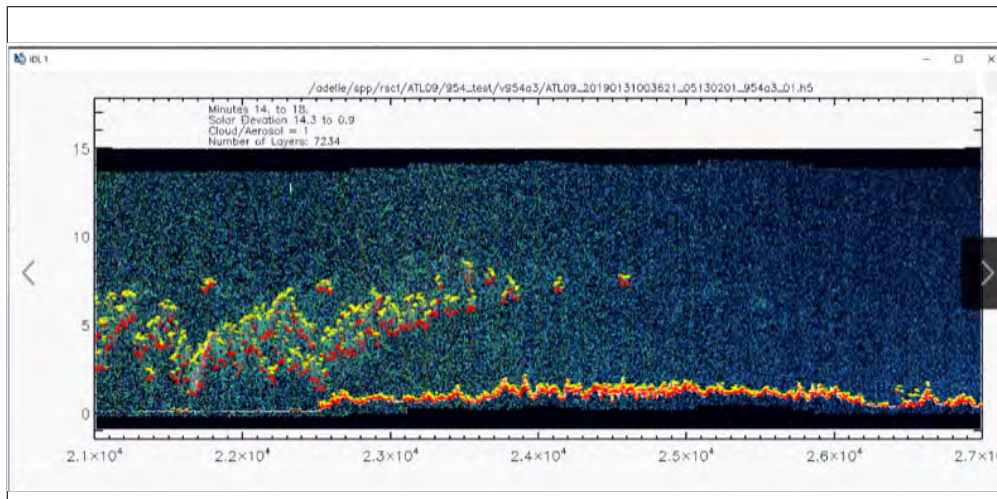 IDL 1
/adelle/spp/rscf/ATL09/954_test/v954a3/ATL09_20190131003621_05130201_954a3_01.h5
Minutes 14. to 18.
Solar Elevation 14.3 to 0.9
Cloud/Aerosol = 1
Number of Layers: 7234
15
10
5
0
2.1×10⁴ 2.2×10⁴ 2.3×10⁴ 2.4×10⁴ 2.5×10⁴ 2.6×10⁴ 2.7×10